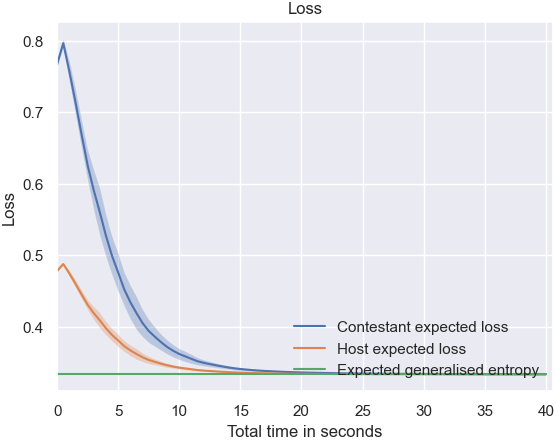 Loss
0.8
0.7
0.6
0.5
0.4
Loss
Contestant expected loss
Host expected loss
Expected generalised entropy
0 5 10 15 20 25 30 35 40
Total time in seconds